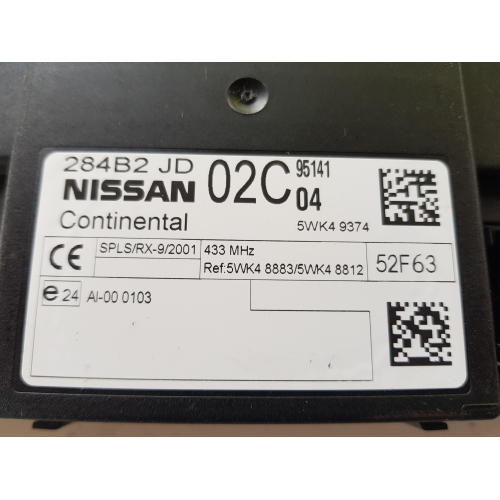 284B2 JD 02C 95141
NISSAN 04
Continental 5WK4 9374
CE SPLS/RX-9/2001 433 MHz 52F63
Ref:5WK4 8883/5WK4 8812
e 24 AI-00 0103